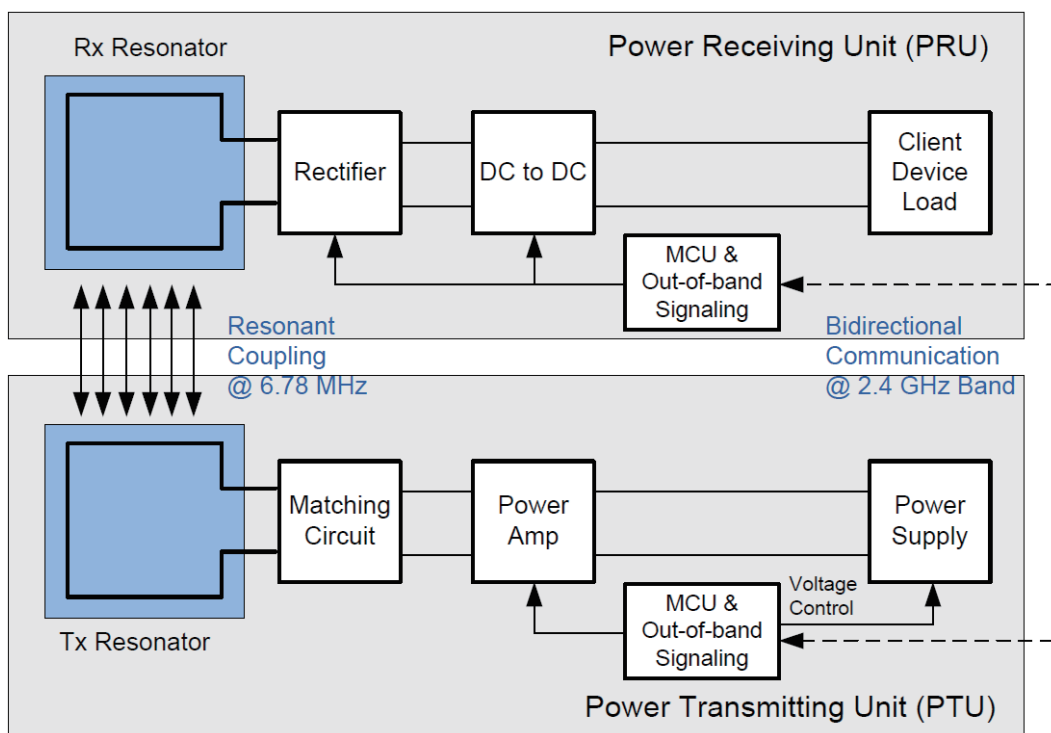 Rx Resonator
Power Receiving Unit (PRU)
Rectifier
DC to DC
Client
Device
Load
MCU &
Out-of-band
Signaling
Resonant
Coupling
@ 6.78 MHz
Bidirectional
Communication
@ 2.4 GHz Band
Matching
Circuit
Power
Amp
Power
Supply
Voltage
Control
MCU &
Out-of-band
Signaling
Tx Resonator
Power Transmitting Unit (PTU)